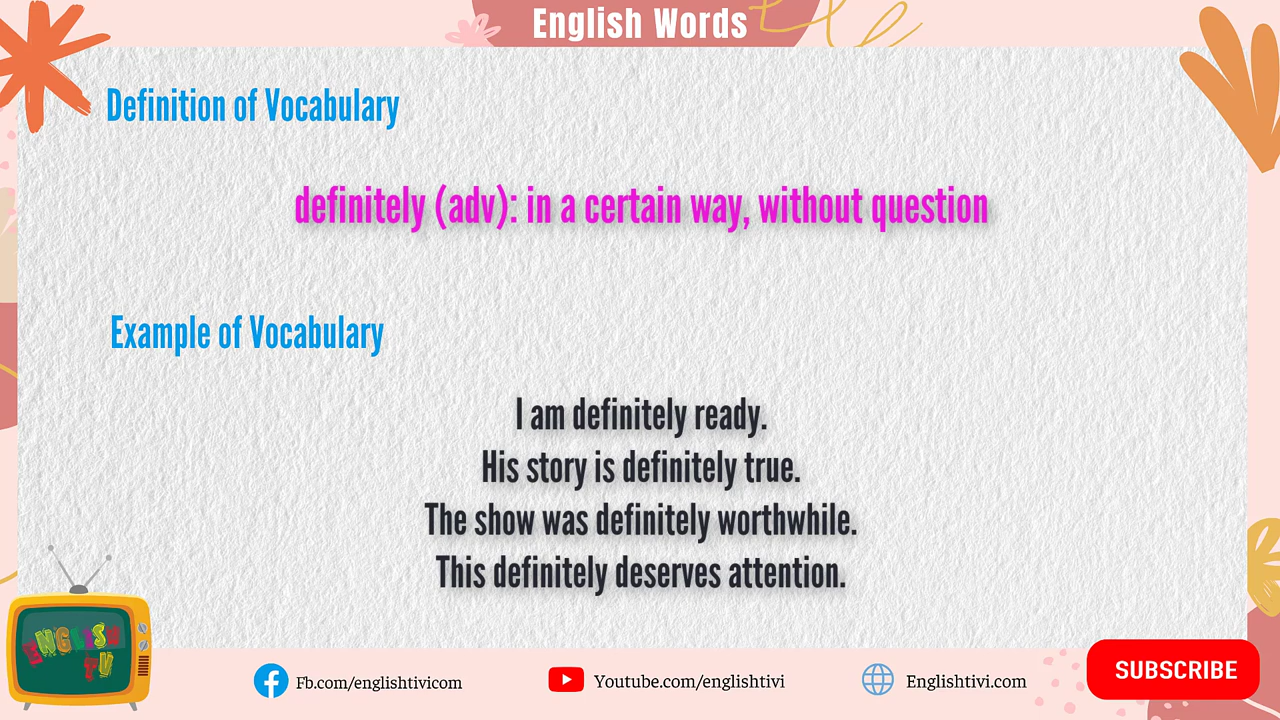 English Words
Definition of Vocabulary
definitely (adv): in a certain way, without question
Example of Vocabulary
I am definitely ready.
His story is definitely true.
The show was definitely worthwhile.
This definitely deserves attention.
ENGLISH
TV
Fb.com/englishtivicom
Youtube.com/englishtivi
Englishtivi.com
SUBSCRIBE